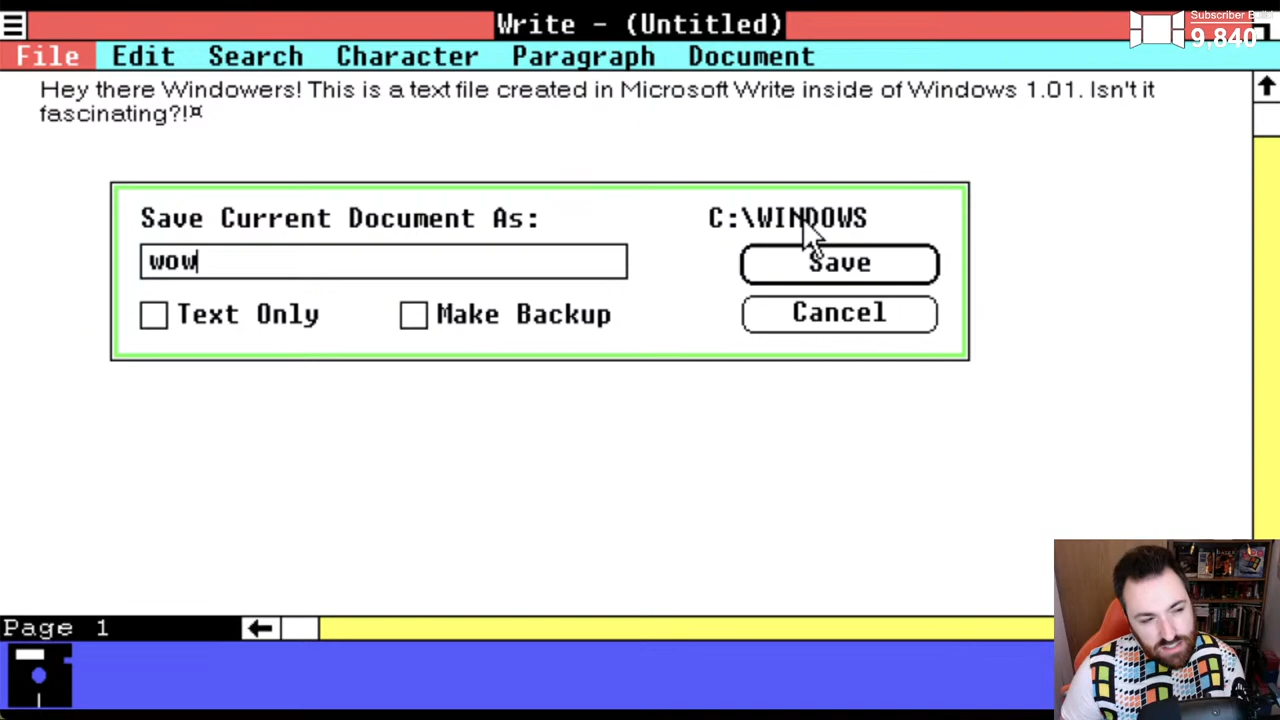 Write - (Untitled)
Subscriber Build
9,840
File Edit Search Character Paragraph Document
Hey there Windowers! This is a text file created in Microsoft Write inside of Windows 1.01. Isn't it
fascinating?!¤
Save Current Document As: C:\WINDOWS
wow
Save
Text Only Make Backup Cancel
Page 1